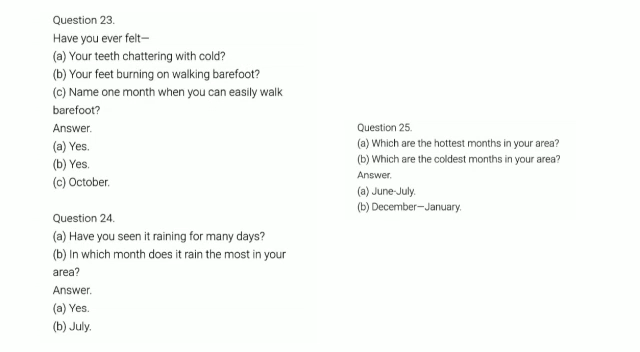 Question 23.
Have you ever felt—
(a) Your teeth chattering with cold?
(b) Your feet burning on walking barefoot?
(c) Name one month when you can easily walk
barefoot?
Answer.
(a) Yes.
(b) Yes.
(c) October.
Question 24.
(a) Have you seen it raining for many days?
(b) In which month does it rain the most in your
area?
Answer.
(a) Yes.
(b) July.
Question 25.
(a) Which are the hottest months in your area?
(b) Which are the coldest months in your area?
Answer.
(a) June-July.
(b) December—January.